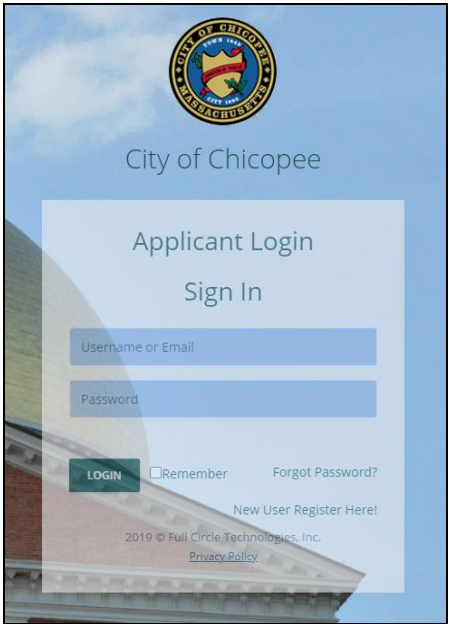 CITY OF CHICOPEE
TOWN 1848
CITY 1890
MASSACHUSETTS
City of Chicopee
Applicant Login
Sign In
Username or Email
Password
LOGIN
Remember
Forgot Password?
New User Register Here!
2019 © Full Circle Technologies, Inc.
Privacy Policy